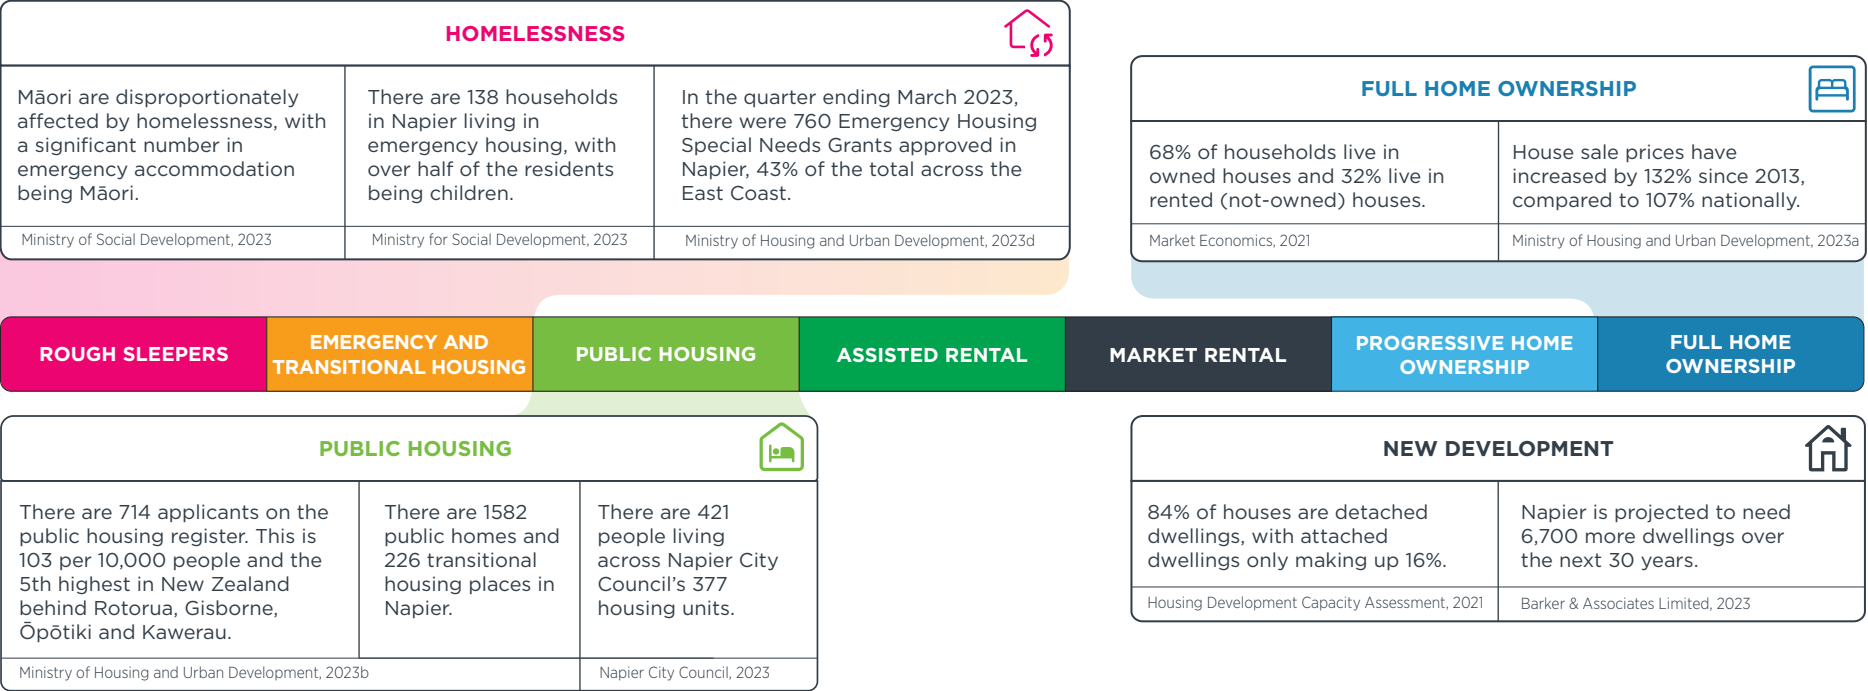 HOMELESSNESS
Māori are disproportionately
affected by homelessness, with
a significant number in
emergency accommodation
being Māori.
Ministry of Social Development, 2023
There are 138 households
in Napier living in
emergency housing, with
over half of the residents
being children.
Ministry for Social Development, 2023
In the quarter ending March 2023,
there were 760 Emergency Housing
Special Needs Grants approved in
Napier, 43% of the total across the
East Coast.
Ministry of Housing and Urban Development, 2023d
FULL HOME OWNERSHIP
68% of households live in
owned houses and 32% live in
rented (not-owned) houses.
Market Economics, 2021
House sale prices have
increased by 132% since 2013,
compared to 107% nationally.
Ministry of Housing and Urban Development, 2023a
ROUGH SLEEPERS
EMERGENCY AND
TRANSITIONAL HOUSING
PUBLIC HOUSING
ASSISTED RENTAL
MARKET RENTAL
PROGRESSIVE HOME
OWNERSHIP
FULL HOME
OWNERSHIP
PUBLIC HOUSING
There are 714 applicants on the
public housing register. This is
103 per 10,000 people and the
5th highest in New Zealand
behind Rotorua, Gisborne,
Ōpōtiki and Kawerau.
There are 1582
public homes and
226 transitional
housing places in
Napier.
Ministry of Housing and Urban Development, 2023b
There are 421
people living
across Napier City
Council's 377
housing units.
Napier City Council, 2023
NEW DEVELOPMENT
84% of houses are detached
dwellings, with attached
dwellings only making up 16%.
Housing Development Capacity Assessment, 2021
Napier is projected to need
6,700 more dwellings over
the next 30 years.
Barker & Associates Limited, 2023